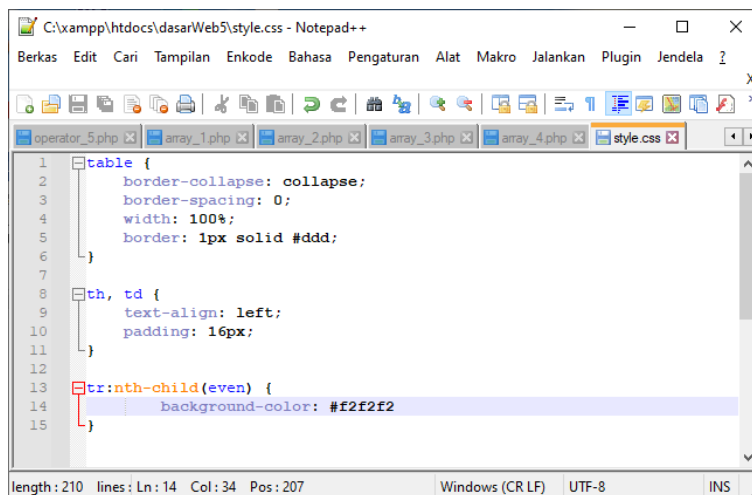 C:\xampp\htdocs\dasarWeb5\style.css - Notepad++
Berkas Edit Cari Tampilan Enkode Bahasa Pengaturan Alat Makro Jalankan Plugin Jendela ?
X
operator_5.php array_1.php array_2.php array_3.php array_4.php style.css
1 table {
2 border-collapse: collapse;
3 border-spacing: 0;
4 width: 100%;
5 border: 1px solid #ddd;
6 }
7
8 th, td {
9 text-align: left;
10 padding: 16px;
11 }
12
13 tr:nth-child(even) {
14 background-color: #f2f2f2
15 }
length : 210 lines : Ln : 14 Col : 34 Pos : 207 Windows (CR LF) UTF-8 INS